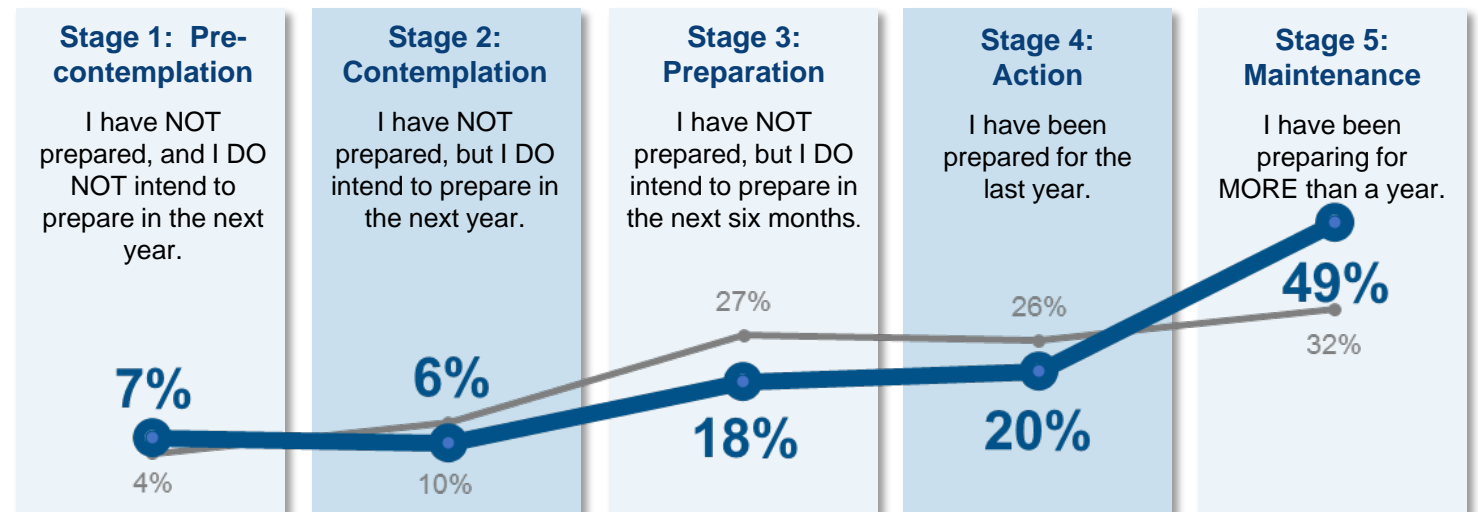 Stage 1:  Pre-
contemplation
I have NOT
prepared, and I DO
NOT intend to
prepare in the next
year.
7%
4%
Stage 2:
Contemplation
I have NOT
prepared, but I DO
intend to prepare in
the next year.
6%
10%
Stage 3:
Preparation
I have NOT
prepared, but I DO
intend to prepare in
the next six months.
27%
18%
Stage 4:
Action
I have been
prepared for the
last year.
26%
20%
Stage 5:
Maintenance
I have been
preparing for
MORE than a year.
49%
32%